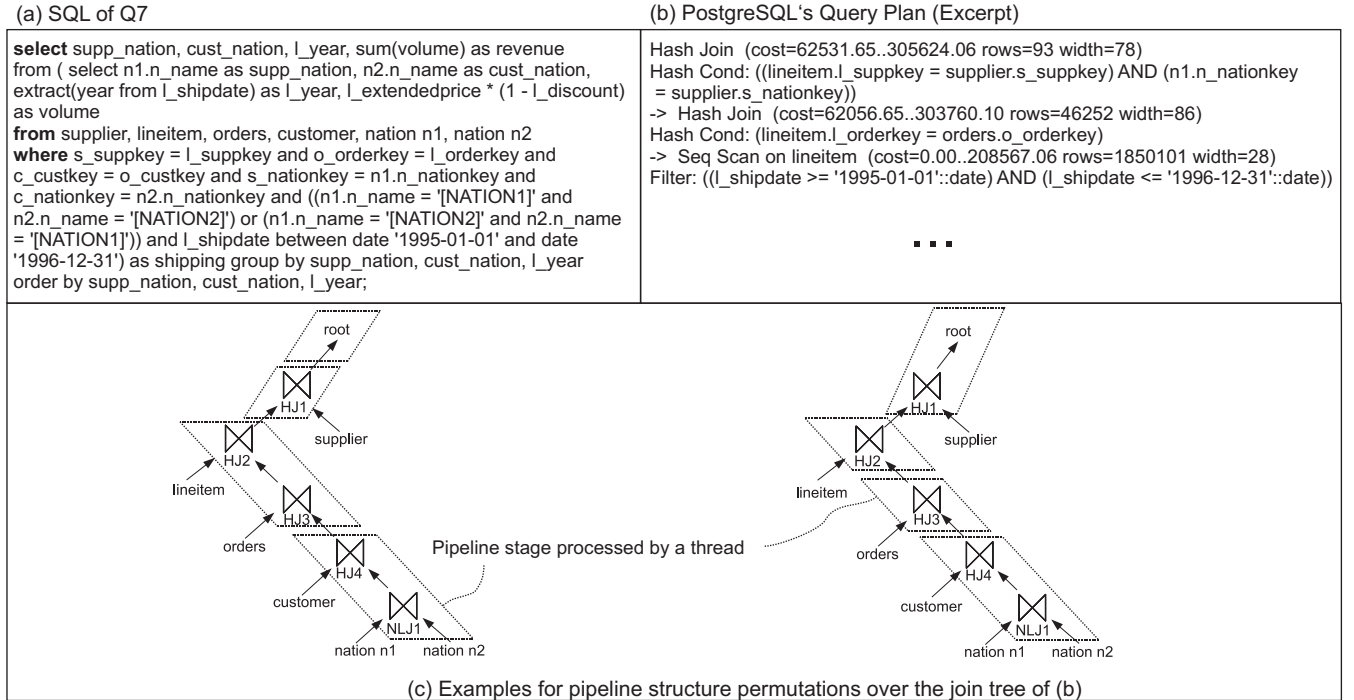 (a) SQL of Q7
(b) PostgreSQL's Query Plan (Excerpt)
select supp_nation, cust_nation, l_year, sum(volume) as revenue
from ( select n1.n_name as supp_nation, n2.n_name as cust_nation,
extract(year from l_shipdate) as l_year, l_extendedprice * (1 - l_discount)
as volume
from supplier, lineitem, orders, customer, nation n1, nation n2
where s_suppkey = l_suppkey and o_orderkey = l_orderkey and
c_custkey = o_custkey and s_nationkey = n1.n_nationkey and
c_nationkey = n2.n_nationkey and ((n1.n_name = '[NATION1]' and
n2.n_name = '[NATION2]') or (n1.n_name = '[NATION2]' and n2.n_name
= '[NATION1]')) and l_shipdate between date '1995-01-01' and date
'1996-12-31') as shipping group by supp_nation, cust_nation, l_year
order by supp_nation, cust_nation, l_year;
Hash Join (cost=62531.65..305624.06 rows=93 width=78)
Hash Cond: ((lineitem.l_suppkey = supplier.s_suppkey) AND (n1.n_nationkey
= supplier.s_nationkey))
-> Hash Join (cost=62056.65..303760.10 rows=46252 width=86)
Hash Cond: (lineitem.l_orderkey = orders.o_orderkey)
-> Seq Scan on lineitem (cost=0.00..208567.06 rows=1850101 width=28)
Filter: ((l_shipdate >= '1995-01-01'::date) AND (l_shipdate <= '1996-12-31'::date))
...
root
HJ1
supplier
HJ2
lineitem
HJ3
orders
HJ4
customer
NLJ1
nation n1
nation n2
Pipeline stage processed by a thread
root
HJ1
supplier
HJ2
lineitem
HJ3
orders
HJ4
customer
NLJ1
nation n1
nation n2
(c) Examples for pipeline structure permutations over the join tree of (b)